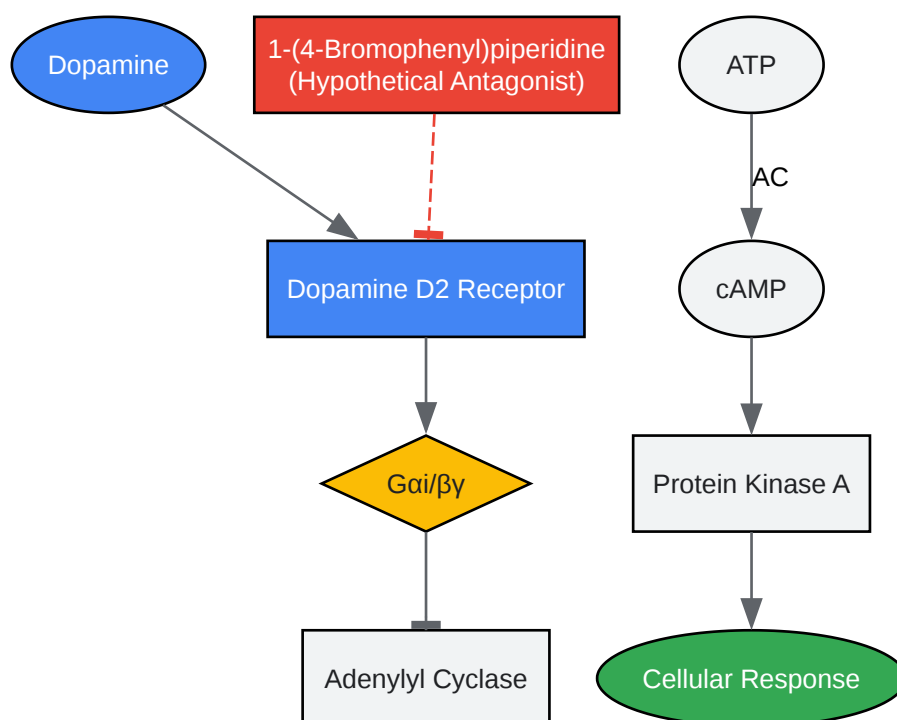 Dopamine
1-(4-Bromophenyl)piperidine
(Hypothetical Antagonist)
ATP
AC
Dopamine D2 Receptor
cAMP
Gαi/βγ
Protein Kinase A
Adenylyl Cyclase
Cellular Response